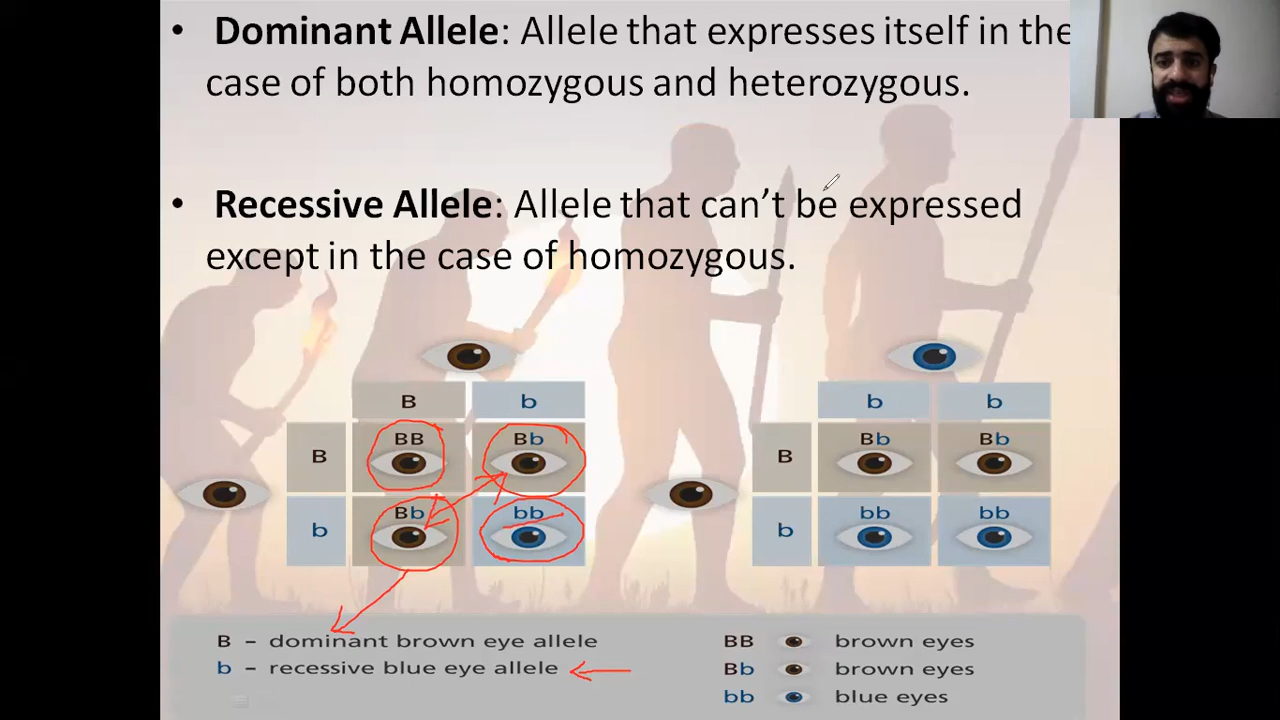 • Dominant Allele: Allele that expresses itself in the
case of both homozygous and heterozygous.
• Recessive Allele: Allele that can’t be expressed
except in the case of homozygous.
B b
B BB Bb
b Bb bb
b b
B Bb Bb
b bb bb
B – dominant brown eye allele
b – recessive blue eye allele
BB brown eyes
Bb brown eyes
bb blue eyes